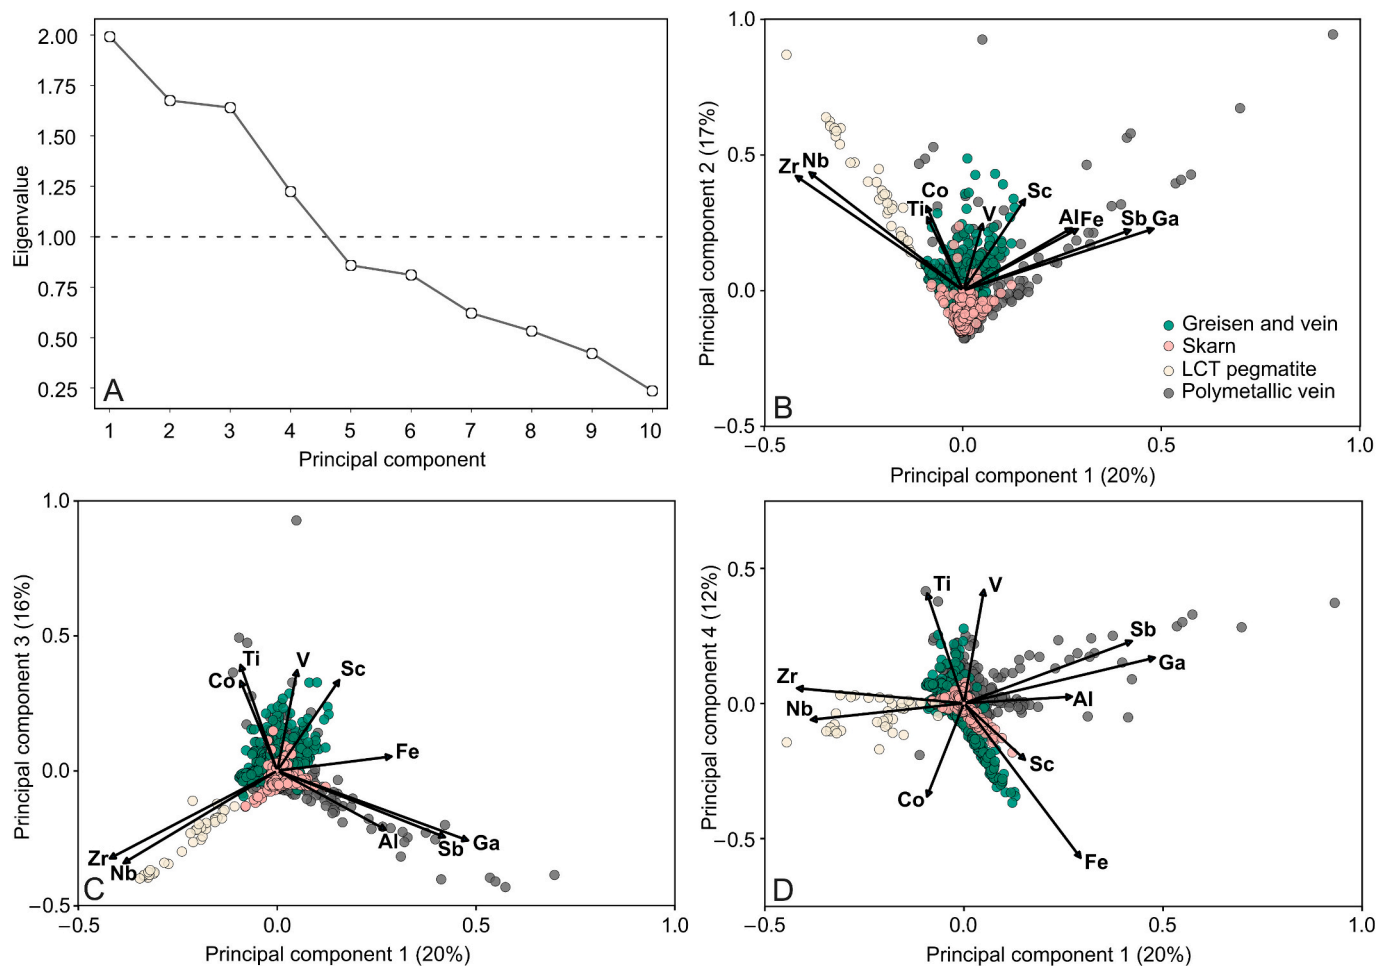 2.00
1.75
1.50
1.25
1.00
0.75
0.50
0.25
Eigenvalue
A
1 2 3 4 5 6 7 8 9 10
Principal component
1.0
0.5
0.0
–0.5
Principal component 2 (17%)
Zr Nb
Co
Ti
V
Sc
Al Fe
Sb Ga
Greisen and vein
Skarn
LCT pegmatite
Polymetallic vein
B
–0.5 0.0 0.5 1.0
Principal component 1 (20%)
1.0
0.5
0.0
–0.5
Principal component 3 (16%)
Ti
V
Sc
Co
Fe
Al
Sb
Ga
Zr
Nb
C
–0.5 0.0 0.5 1.0
Principal component 1 (20%)
0.5
0.0
–0.5
Principal component 4 (12%)
Ti
V
Sb
Ga
Zr
Al
Nb
Sc
Co
Fe
D
–0.5 0.0 0.5 1.0
Principal component 1 (20%)